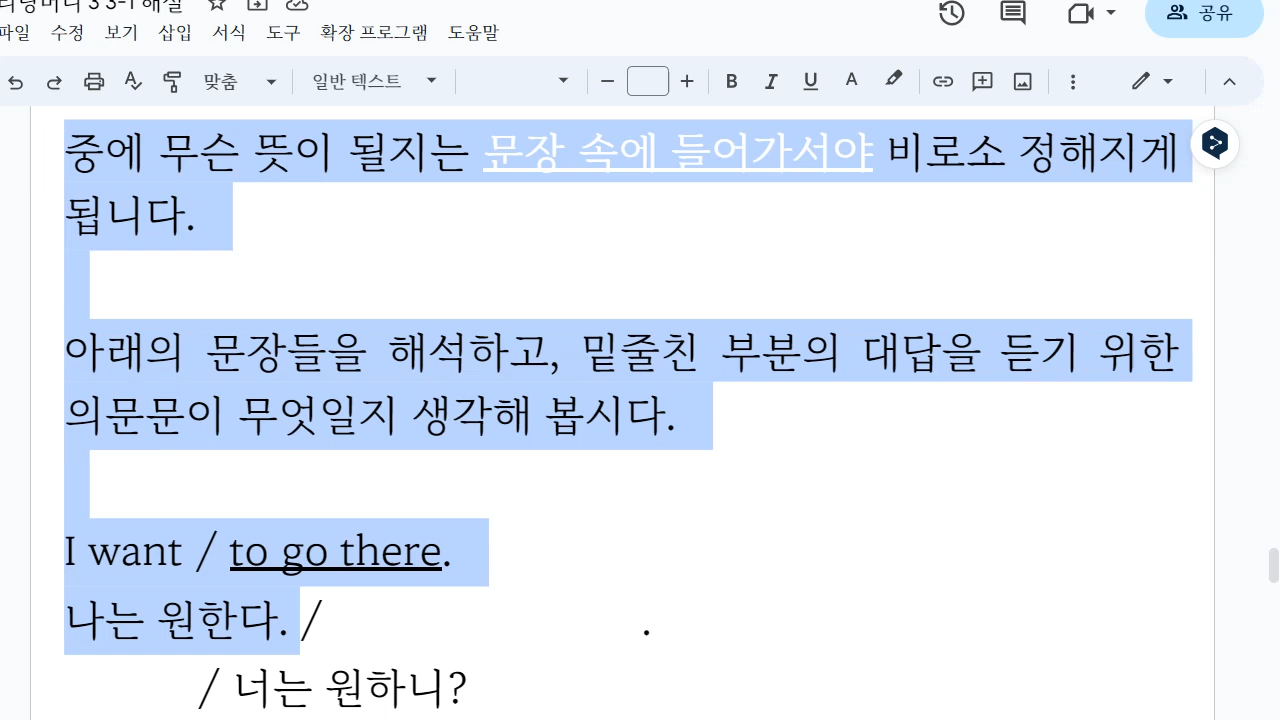 파일 수정 보기 삽입 서식 도구 확장 프로그램 도움말
공유
맞춤 일반 텍스트 B I U A
중에 무슨 뜻이 될지는 문장 속에 들어가서야 비로소 정해지게
됩니다.
아래의 문장들을 해석하고, 밑줄친 부분의 대답을 듣기 위한
의문문이 무엇일지 생각해 봅시다.
I want / to go there.
나는 원한다. / .
/ 너는 원하니?